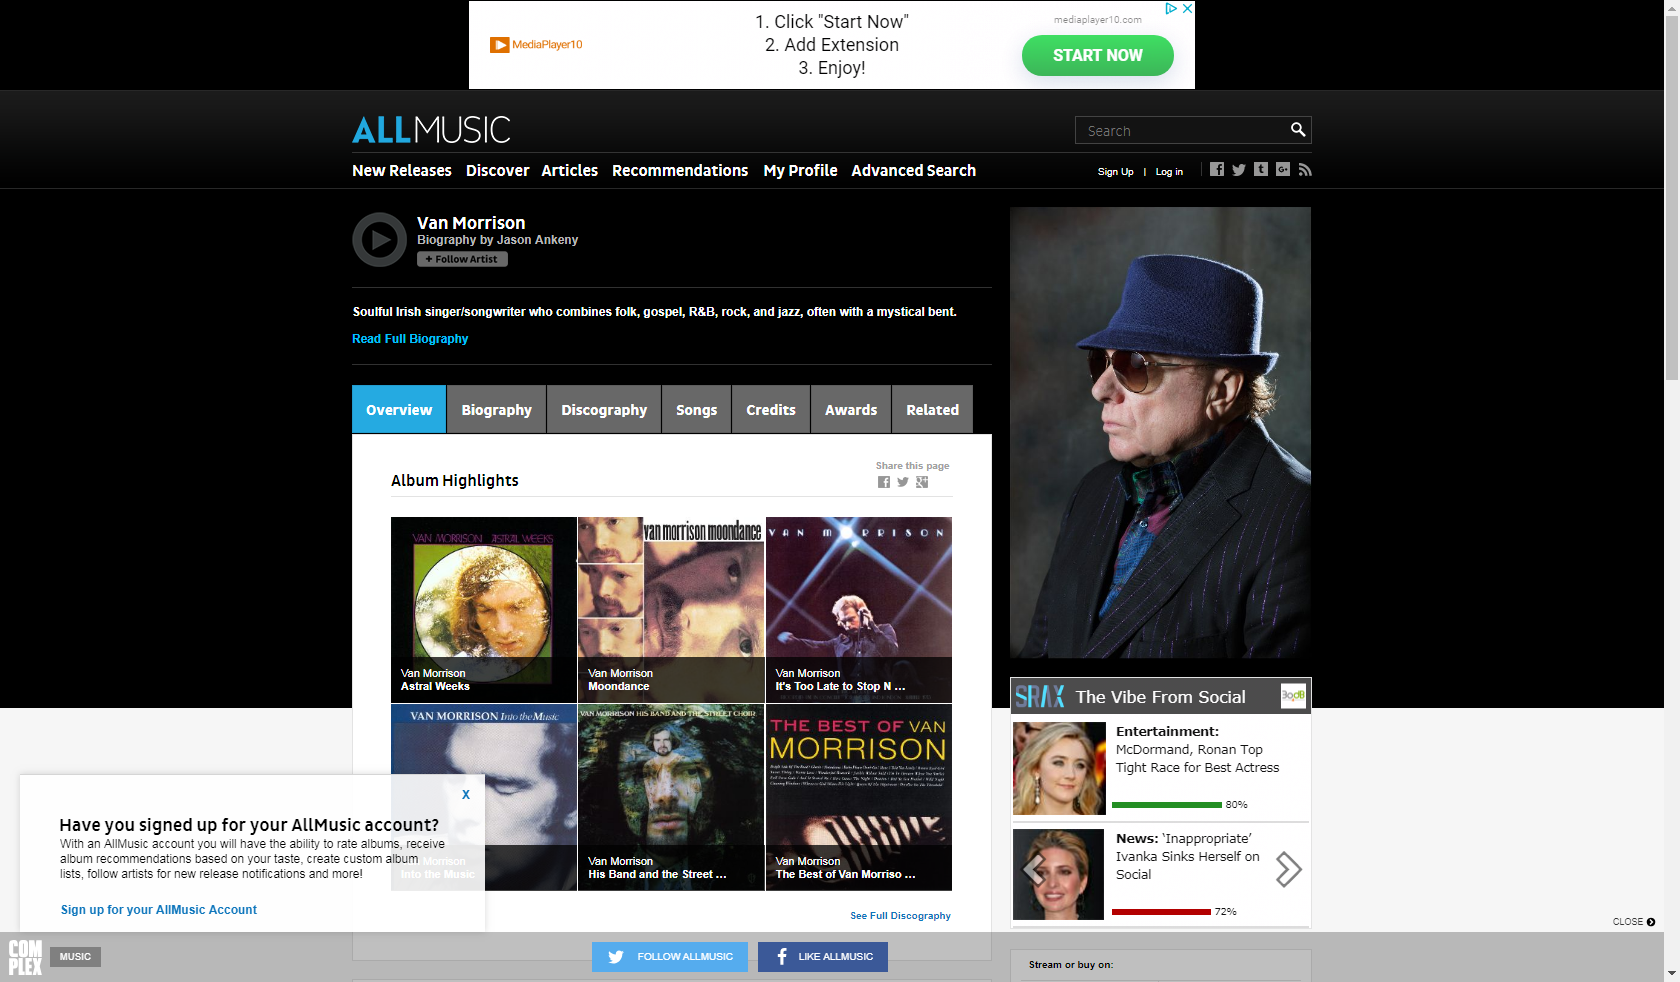 MediaPlayer10
1. Click "Start Now"
2. Add Extension
3. Enjoy!
mediaplayer10.com
START NOW
ALLMUSIC
Search
New Releases Discover Articles Recommendations My Profile Advanced Search
Sign Up | Log in
Van Morrison
Biography by Jason Ankeny
+ Follow Artist
Soulful Irish singer/songwriter who combines folk, gospel, R&B, rock, and jazz, often with a mystical bent.
Read Full Biography
Overview Biography Discography Songs Credits Awards Related
Album Highlights
Share this page
VAN MORRISON ASTRAL WEEKS
Van Morrison
Astral Weeks
van morrison moondance
Van Morrison
Moondance
VAN MORRISON
Van Morrison
It's Too Late to Stop N ...
VAN MORRISON Into the Music
Morrison
Into the Music
VAN MORRISON HIS BAND AND THE STREET CHOIR
Van Morrison
His Band and the Street ...
THE BEST OF VAN
MORRISON
Van Morrison
The Best of Van Morriso ...
See Full Discography
X
Have you signed up for your AllMusic account?
With an AllMusic account you will have the ability to rate albums, receive
album recommendations based on your taste, create custom album
lists, follow artists for new release notifications and more!
Sign up for your AllMusic Account
SRAX The Vibe From Social
Entertainment:
McDormand, Ronan Top
Tight Race for Best Actress
80%
News: ‘Inappropriate’
Ivanka Sinks Herself on
Social
72%
CLOSE
Stream or buy on:
COM
PLEX
MUSIC
FOLLOW ALLMUSIC
LIKE ALLMUSIC